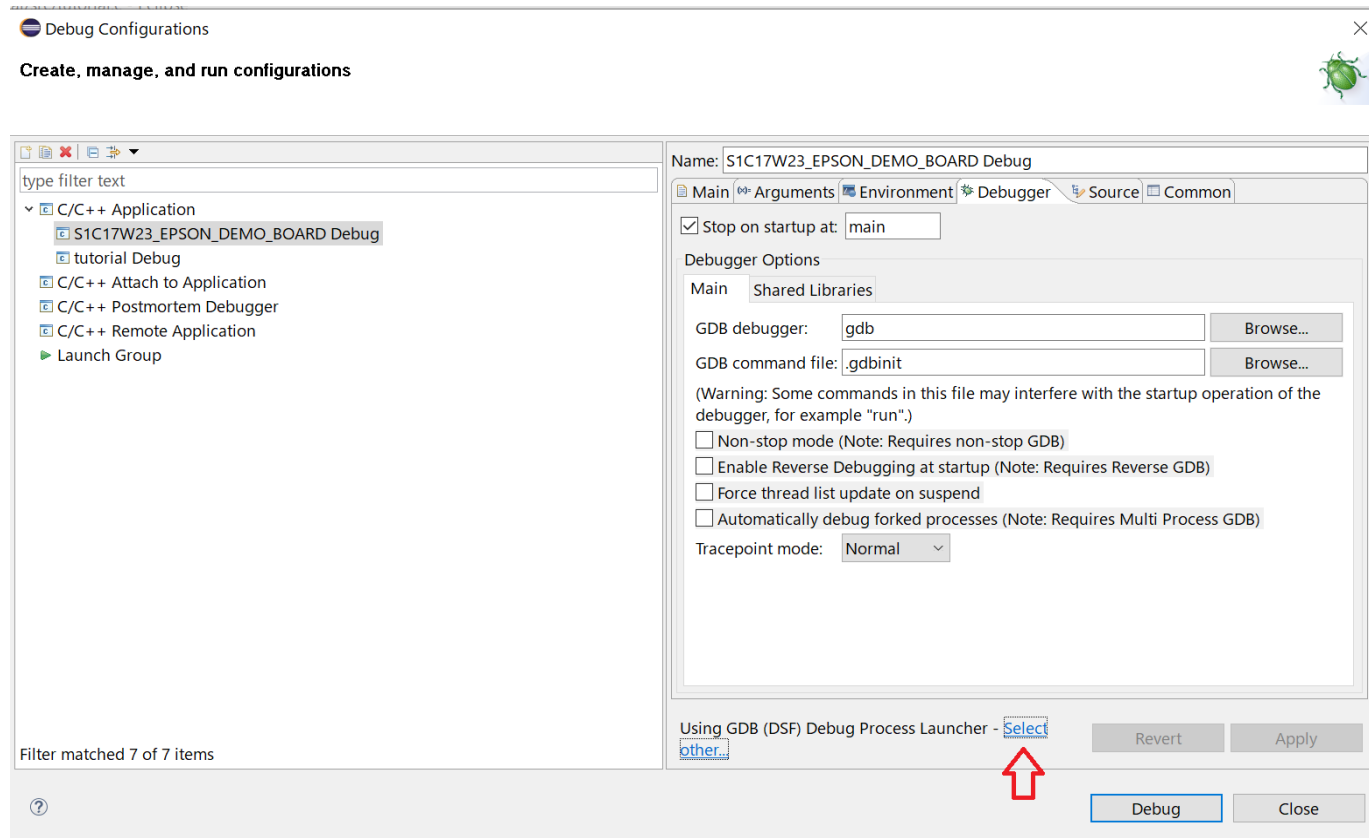 Debug Configurations
Create, manage, and run configurations
type filter text
C/C++ Application
S1C17W23_EPSON_DEMO_BOARD Debug
tutorial Debug
C/C++ Attach to Application
C/C++ Postmortem Debugger
C/C++ Remote Application
Launch Group
Filter matched 7 of 7 items
Name: S1C17W23_EPSON_DEMO_BOARD Debug
Main Arguments Environment Debugger Source Common
Stop on startup at: main
Debugger Options
Main Shared Libraries
GDB debugger: gdb Browse...
GDB command file: .gdbinit Browse...
(Warning: Some commands in this file may interfere with the startup operation of the
debugger, for example "run".)
Non-stop mode (Note: Requires non-stop GDB)
Enable Reverse Debugging at startup (Note: Requires Reverse GDB)
Force thread list update on suspend
Automatically debug forked processes (Note: Requires Multi Process GDB)
Tracepoint mode: Normal
Using GDB (DSF) Debug Process Launcher - Select
other...
Revert Apply
Debug Close